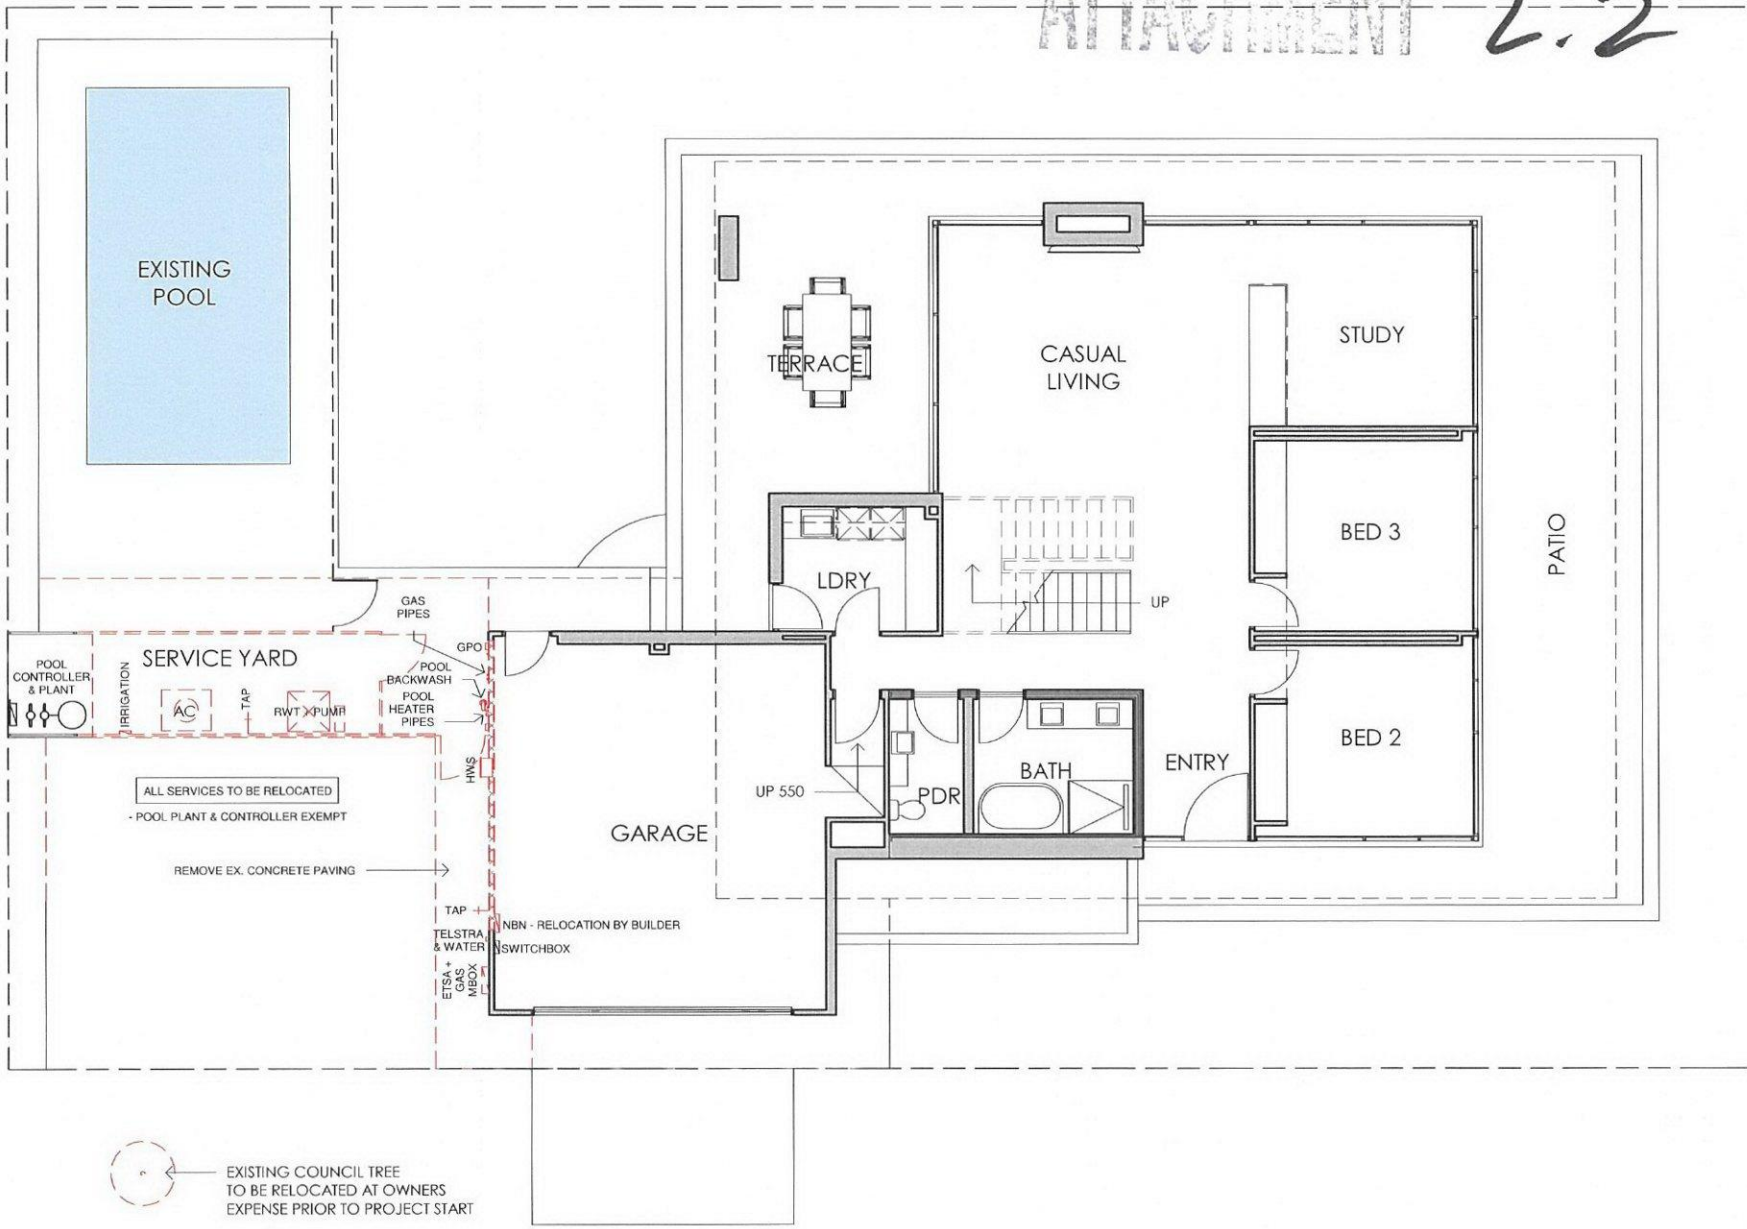 ATTACHMENT 2.2
EXISTING
POOL
TERRACE
CASUAL
LIVING
STUDY
BED 3
PATIO
LDRY
UP
GAS
PIPES
GPO
POOL
CONTROLLER
& PLANT
SERVICE YARD
IRRIGATION
AC
TAP
RWT
PUMP
POOL
BACKWASH
POOL
HEATER
PIPES
HWS
BED 2
ENTRY
BATH
PDR
UP 550
GARAGE
ALL SERVICES TO BE RELOCATED
- POOL PLANT & CONTROLLER EXEMPT
REMOVE EX. CONCRETE PAVING
TAP
NBN - RELOCATION BY BUILDER
TELSTRA
& WATER
SWITCHBOX
ETSA +
GAS
MBOX
EXISTING COUNCIL TREE
TO BE RELOCATED AT OWNERS
EXPENSE PRIOR TO PROJECT START